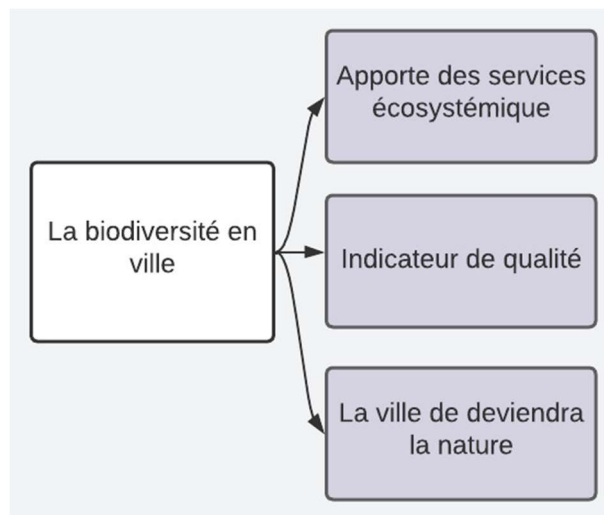 La biodiversité en
ville
Apporte des services
écosystémique
Indicateur de qualité
La ville de deviendra
la nature